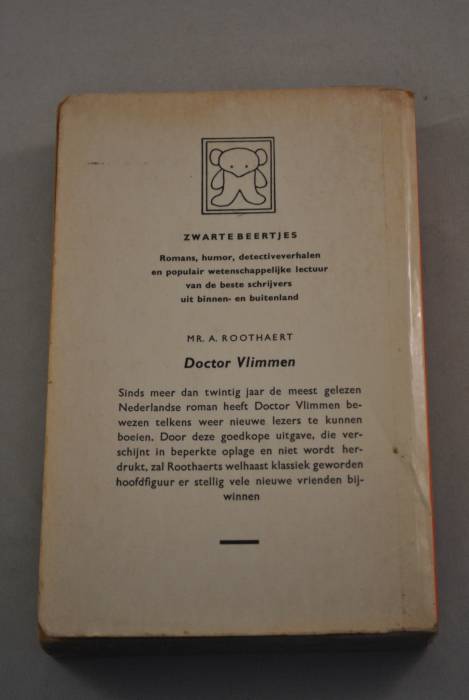 ZWARTE BEERTJES
Romans, humor, detectiveverhalen
en populair wetenschappelijke lectuur
van de beste schrijvers
uit binnen- en buitenland
MR. A. ROOTHAERT
Doctor Vlimmen
Sinds meer dan twintig jaar de meest gelezen
Nederlandse roman heeft Doctor Vlimmen be-
wezen telkens weer nieuwe lezers te kunnen
boeien. Door deze goedkope uitgave, die ver-
schijnt in beperkte oplage en niet wordt her-
drukt, zal Roothaerts welhaast klassiek geworden
hoofdfiguur er stellig vele nieuwe vrienden bij-
winnen